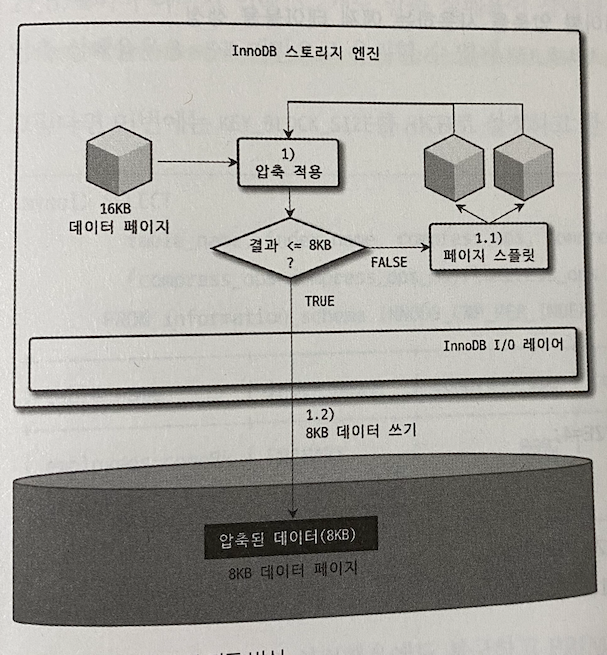 InnoDB 스토리지 엔진
16KB
데이터 페이지
1)
압축 적용
결과 <= 8KB
?
FALSE
1.1)
페이지 스플릿
TRUE
InnoDB I/O 레이어
1.2)
8KB 데이터 쓰기
압축된 데이터(8KB)
8KB 데이터 페이지